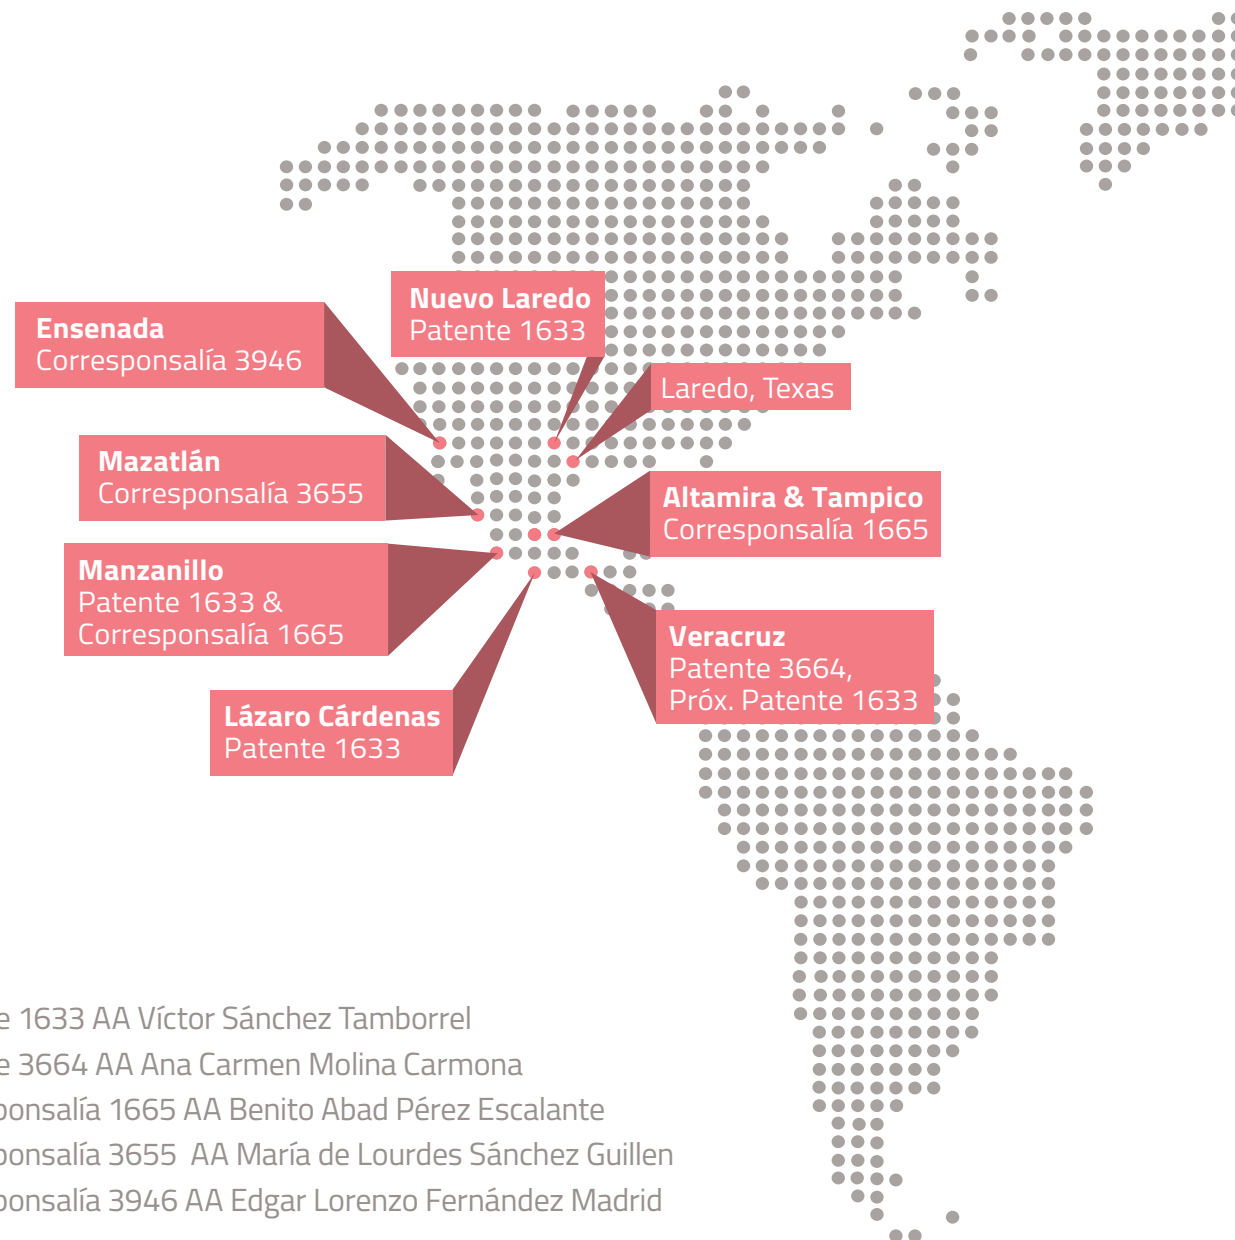 Nuevo Laredo
Patente 1633
Ensenada
Corresponsalía 3946
Laredo, Texas
Mazatlán
Corresponsalía 3655
Altamira & Tampico
Corresponsalía 1665
Manzanillo
Patente 1633 &
Corresponsalía 1665
Veracruz
Patente 3664,
Próx. Patente 1633
Lázaro Cárdenas
Patente 1633
e 1633 AA Víctor Sánchez Tamborrel
e 3664 AA Ana Carmen Molina Carmona
ponsalía 1665 AA Benito Abad Pérez Escalante
ponsalía 3655 AA María de Lourdes Sánchez Guillen
ponsalía 3946 AA Edgar Lorenzo Fernández Madrid